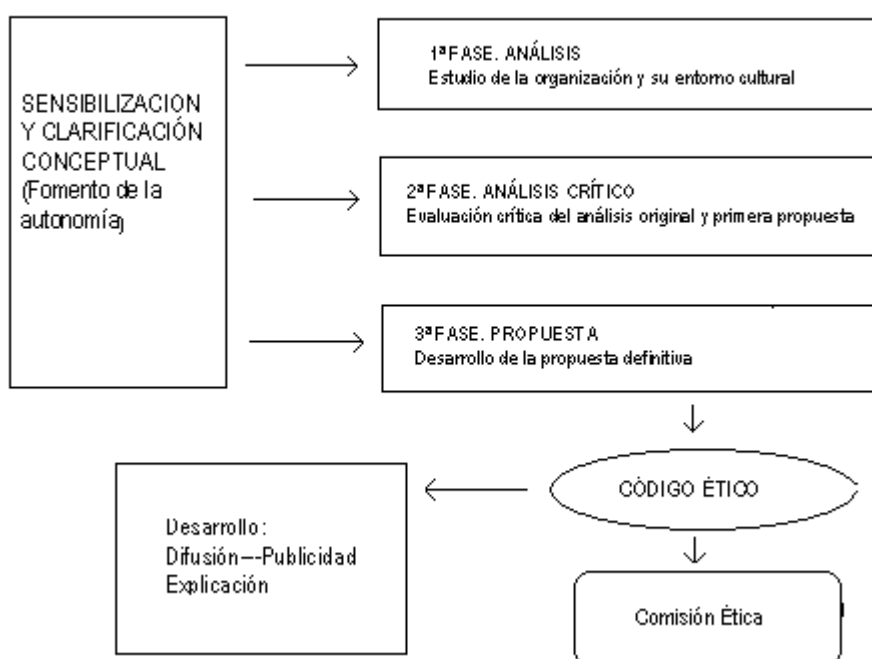 SENSIBILIZACION
Y CLARIFICACIÓN
CONCEPTUAL
(Fomento de la
autonomía)
1ª FASE. ANÁLISIS
Estudio de la organización y su entorno cultural
2ª FASE. ANÁLISIS CRÍTICO
Evaluación crítica del análisis original y primera propuesta
3ª FASE. PROPUESTA
Desarrollo de la propuesta definitiva
CÓDIGO ÉTICO
Desarrollo:
Difusión---Publicidad
Explicación
Comisión Ética